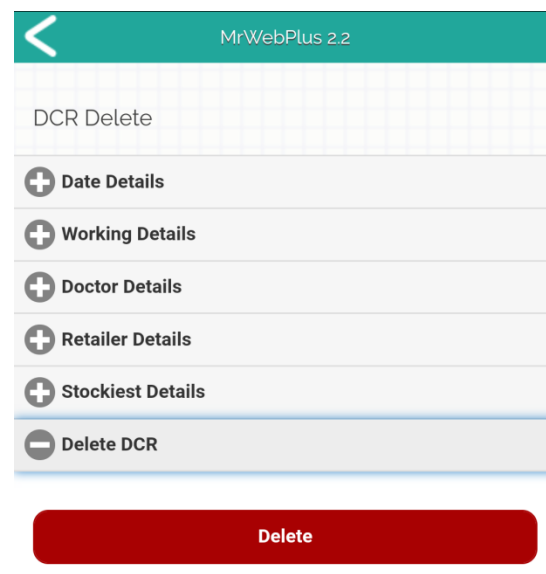 MrWebPlus 2.2
DCR Delete
Date Details
Working Details
Doctor Details
Retailer Details
Stockiest Details
Delete DCR
Delete